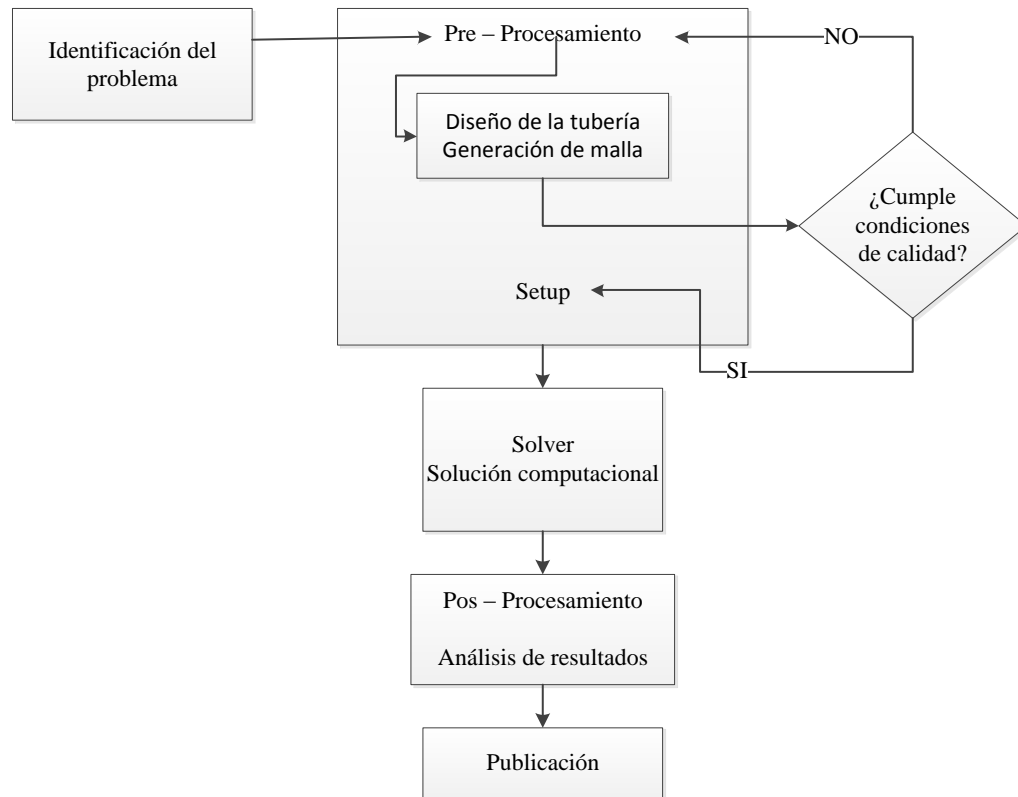 Identificación del
problema
Pre – Procesamiento
NO
Diseño de la tubería
Generación de malla
¿Cumple
condiciones
de calidad?
Setup
SI
Solver
Solución computacional
Pos – Procesamiento
Análisis de resultados
Publicación